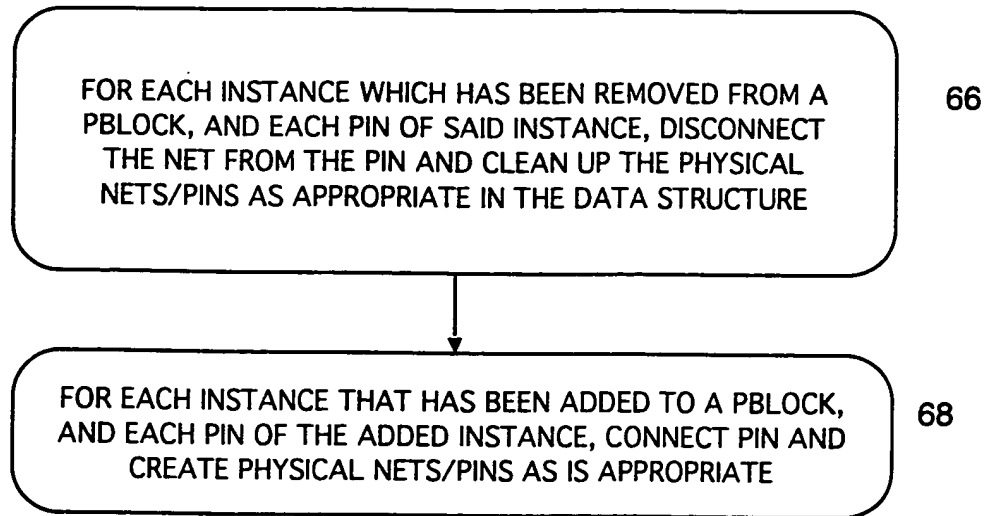 FOR EACH INSTANCE WHICH HAS BEEN REMOVED FROM A
PBLOCK, AND EACH PIN OF SAID INSTANCE, DISCONNECT
THE NET FROM THE PIN AND CLEAN UP THE PHYSICAL
NETS/PINS AS APPROPRIATE IN THE DATA STRUCTURE
66
FOR EACH INSTANCE THAT HAS BEEN ADDED TO A PBLOCK,
AND EACH PIN OF THE ADDED INSTANCE, CONNECT PIN AND
CREATE PHYSICAL NETS/PINS AS IS APPROPRIATE
68